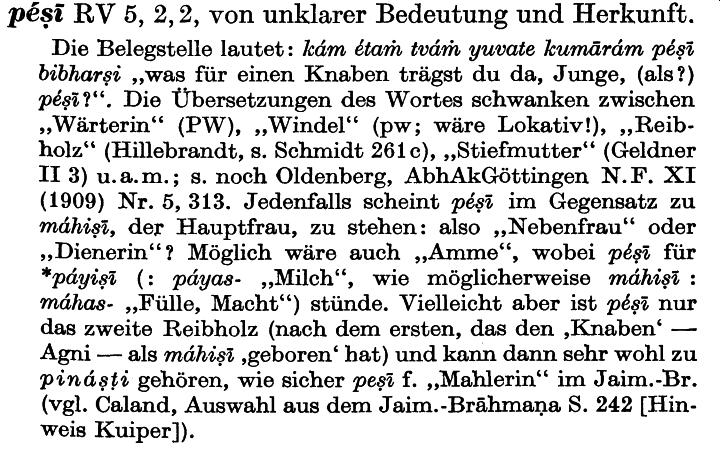 péṣī RV 5, 2,2, von unklarer Bedeutung und Herkunft.
Die Belegstelle lautet: kám étaṁ tváṁ yuvate kumārám péṣī
bibharṣi „was für einen Knaben trägst du da, Junge, (als?)
péṣī?“. Die Übersetzungen des Wortes schwanken zwischen
„Wärterin“ (PW), „Windel“ (pw; wäre Lokativ!), „Reib-
holz“ (Hillebrandt, s. Schmidt 261c), „Stiefmutter“ (Geldner
II 3) u.a.m.; s. noch Oldenberg, AbhAkGöttingen N.F. XI
(1909) Nr. 5, 313. Jedenfalls scheint péṣī im Gegensatz zu
máhiṣī, der Hauptfrau, zu stehen: also „Nebenfrau“ oder
„Dienerin“? Möglich wäre auch „Amme“, wobei péṣī für
*páyiṣī (: páyas- „Milch“, wie möglicherweise máhiṣī :
máhas- „Fülle, Macht“) stünde. Vielleicht aber ist péṣī nur
das zweite Reibholz (nach dem ersten, das den ‚Knaben‘ —
Agni — als máhiṣī ‚geboren‘ hat) und kann dann sehr wohl zu
pináṣṭi gehören, wie sicher peṣī f. „Mahlerin“ im Jaim.-Br.
(vgl. Caland, Auswahl aus dem Jaim.-Brāhmaṇa S. 242 [Hin-
weis Kuiper]).